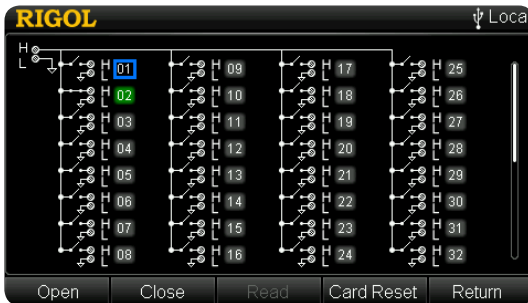 RIGOL Loca
H
L
H 01 H 09 H 17 H 25
L L L L
H 02 H 10 H 18 H 26
L L L L
H 03 H 11 H 19 H 27
L L L L
H 04 H 12 H 20 H 28
L L L L
H 05 H 13 H 21 H 29
L L L L
H 06 H 14 H 22 H 30
L L L L
H 07 H 15 H 23 H 31
L L L L
H 08 H 16 H 24 H 32
L L L L
Open Close Read Card Reset Return